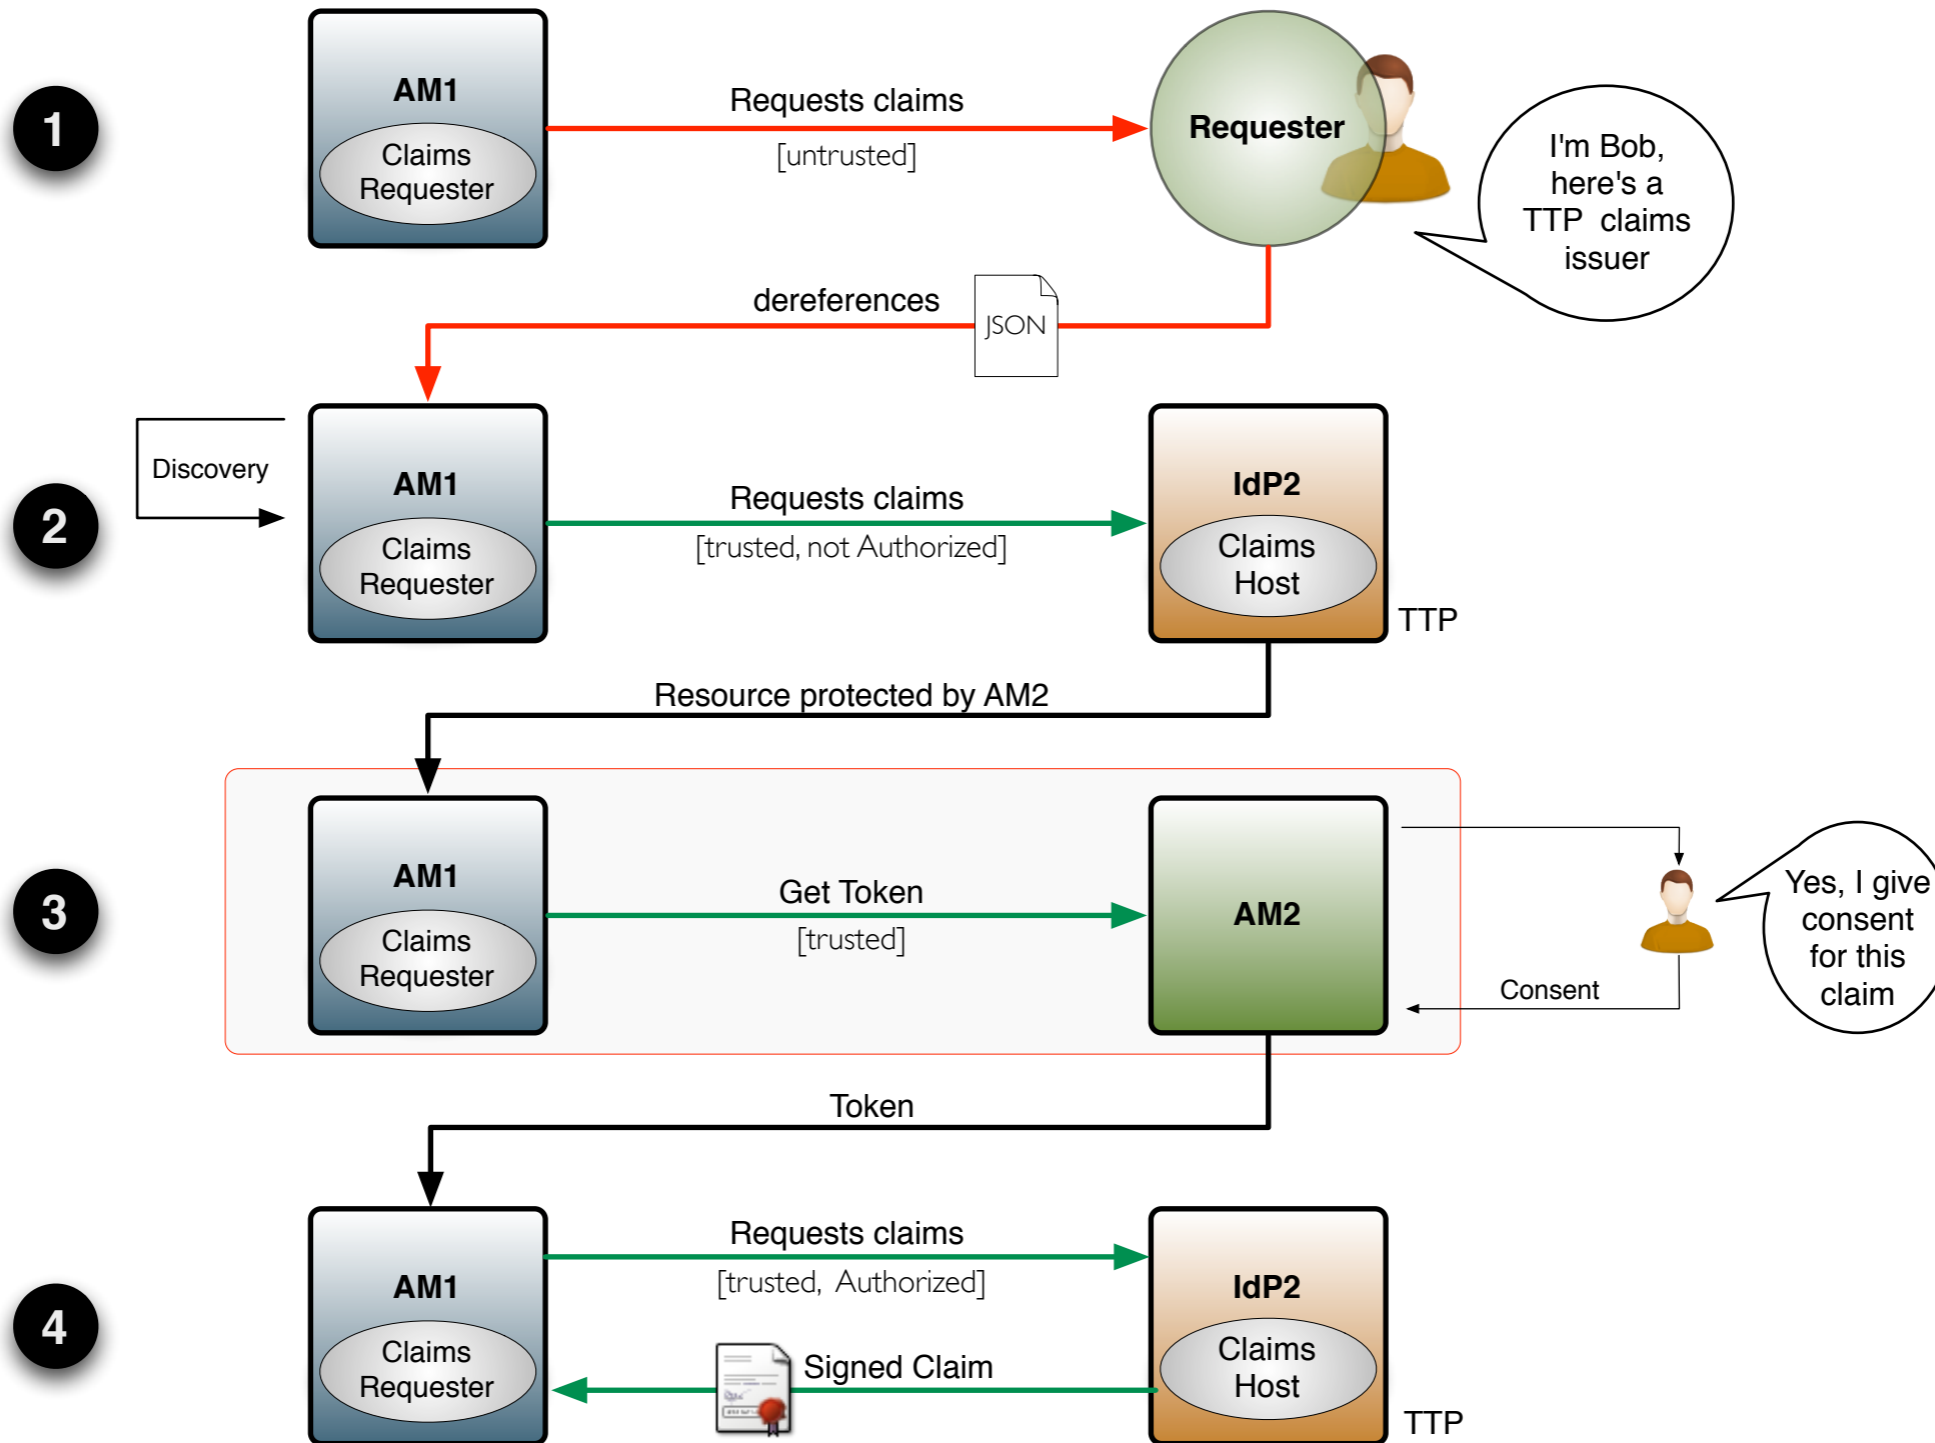 1
AM1
Claims
Requester
Requests claims
[untrusted]
Requester
I'm Bob,
here's a
TTP claims
issuer
dereferences
JSON
2
Discovery
AM1
Claims
Requester
Requests claims
[trusted, not Authorized]
IdP2
Claims
Host
TTP
Resource protected by AM2
3
AM1
Claims
Requester
Get Token
[trusted]
AM2
Consent
Yes, I give
consent
for this
claim
Token
4
AM1
Claims
Requester
Requests claims
[trusted, Authorized]
Signed Claim
IdP2
Claims
Host
TTP